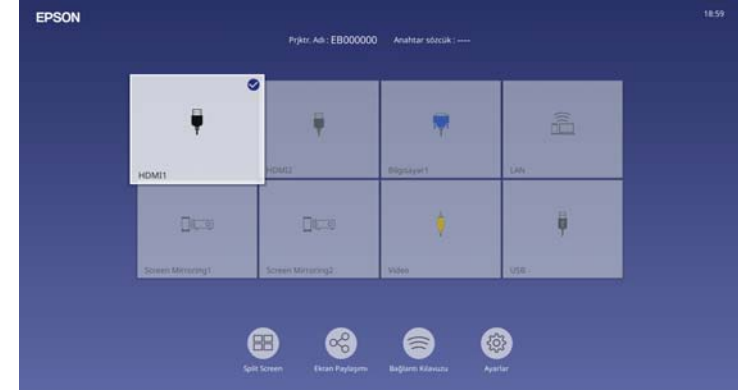 EPSON
18:59
Prjktr. Adı : EB000000 Anahtar sözcük : ----
HDMI1
HDMI2
Bilgisayar1
LAN
Screen Mirroring1
Screen Mirroring2
Video
USB -
Split Screen
Ekran Paylaşımı
Bağlantı Kılavuzu
Ayarlar